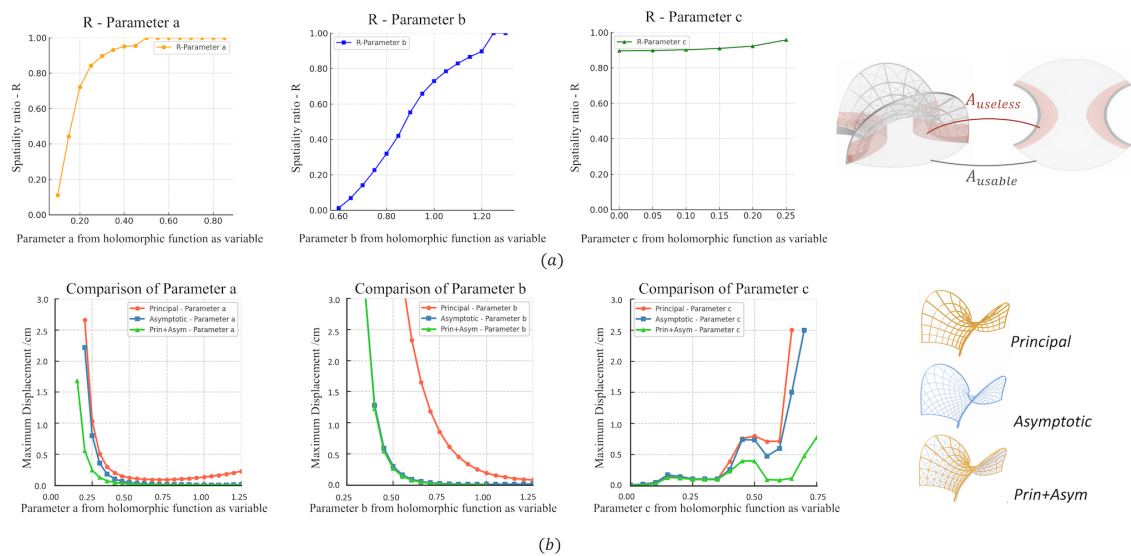 R - Parameter a
R - Parameter b
R - Parameter c
Spatiality ratio - R
1.00
0.80
0.60
0.40
0.20
0.00
R-Parameter a
0.20
0.40
0.60
0.80
Parameter a from holomorphic function as variable
Spatiality ratio - R
1.00
0.80
0.60
0.40
0.20
0.00
R-Parameter b
0.60
0.80
1.00
1.20
Parameter b from holomorphic function as variable
Spatiality ratio - R
1.00
0.80
0.60
0.40
0.20
0.00
R-Parameter c
0.00
0.05
0.10
0.15
0.20
0.25
Parameter c from holomorphic function as variable
A_useless
A_usable
(a)
Comparison of Parameter a
Comparison of Parameter b
Comparison of Parameter c
Maximum Displacement /cm
3.0
2.5
2.0
1.5
1.0
0.5
0.0
Principal - Parameter a
Asymptotic - Parameter a
Prin+Asym - Parameter a
0.00
0.25
0.50
0.75
1.00
1.25
Parameter a from holomorphic function as variable
Maximum Displacement /cm
3.0
2.5
2.0
1.5
1.0
0.5
0.0
Principal - Parameter b
Asymptotic - Parameter b
Prin+Asym - Parameter b
0.25
0.50
0.75
1.00
1.25
Parameter b from holomorphic function as variable
Maximum Displacement /cm
3.0
2.5
2.0
1.5
1.0
0.5
0.0
Principal - Parameter c
Asymptotic - Parameter c
Prin+Asym - Parameter c
0.00
0.25
0.50
0.75
Parameter c from holomorphic function as variable
Principal
Asymptotic
Prin+Asym
(b)